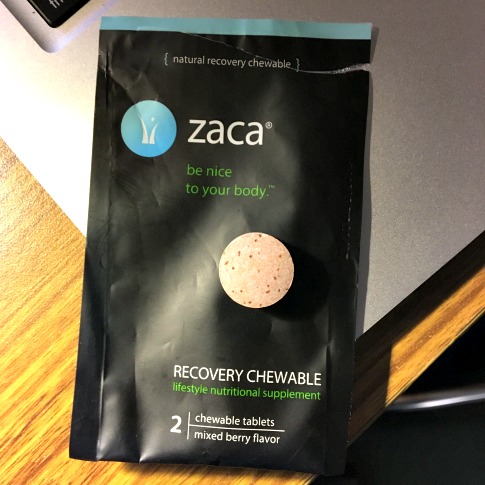 { natural recovery chewable }
zaca®
be nice
to your body.™
RECOVERY CHEWABLE
lifestyle nutritional supplement
2 | chewable tablets
mixed berry flavor